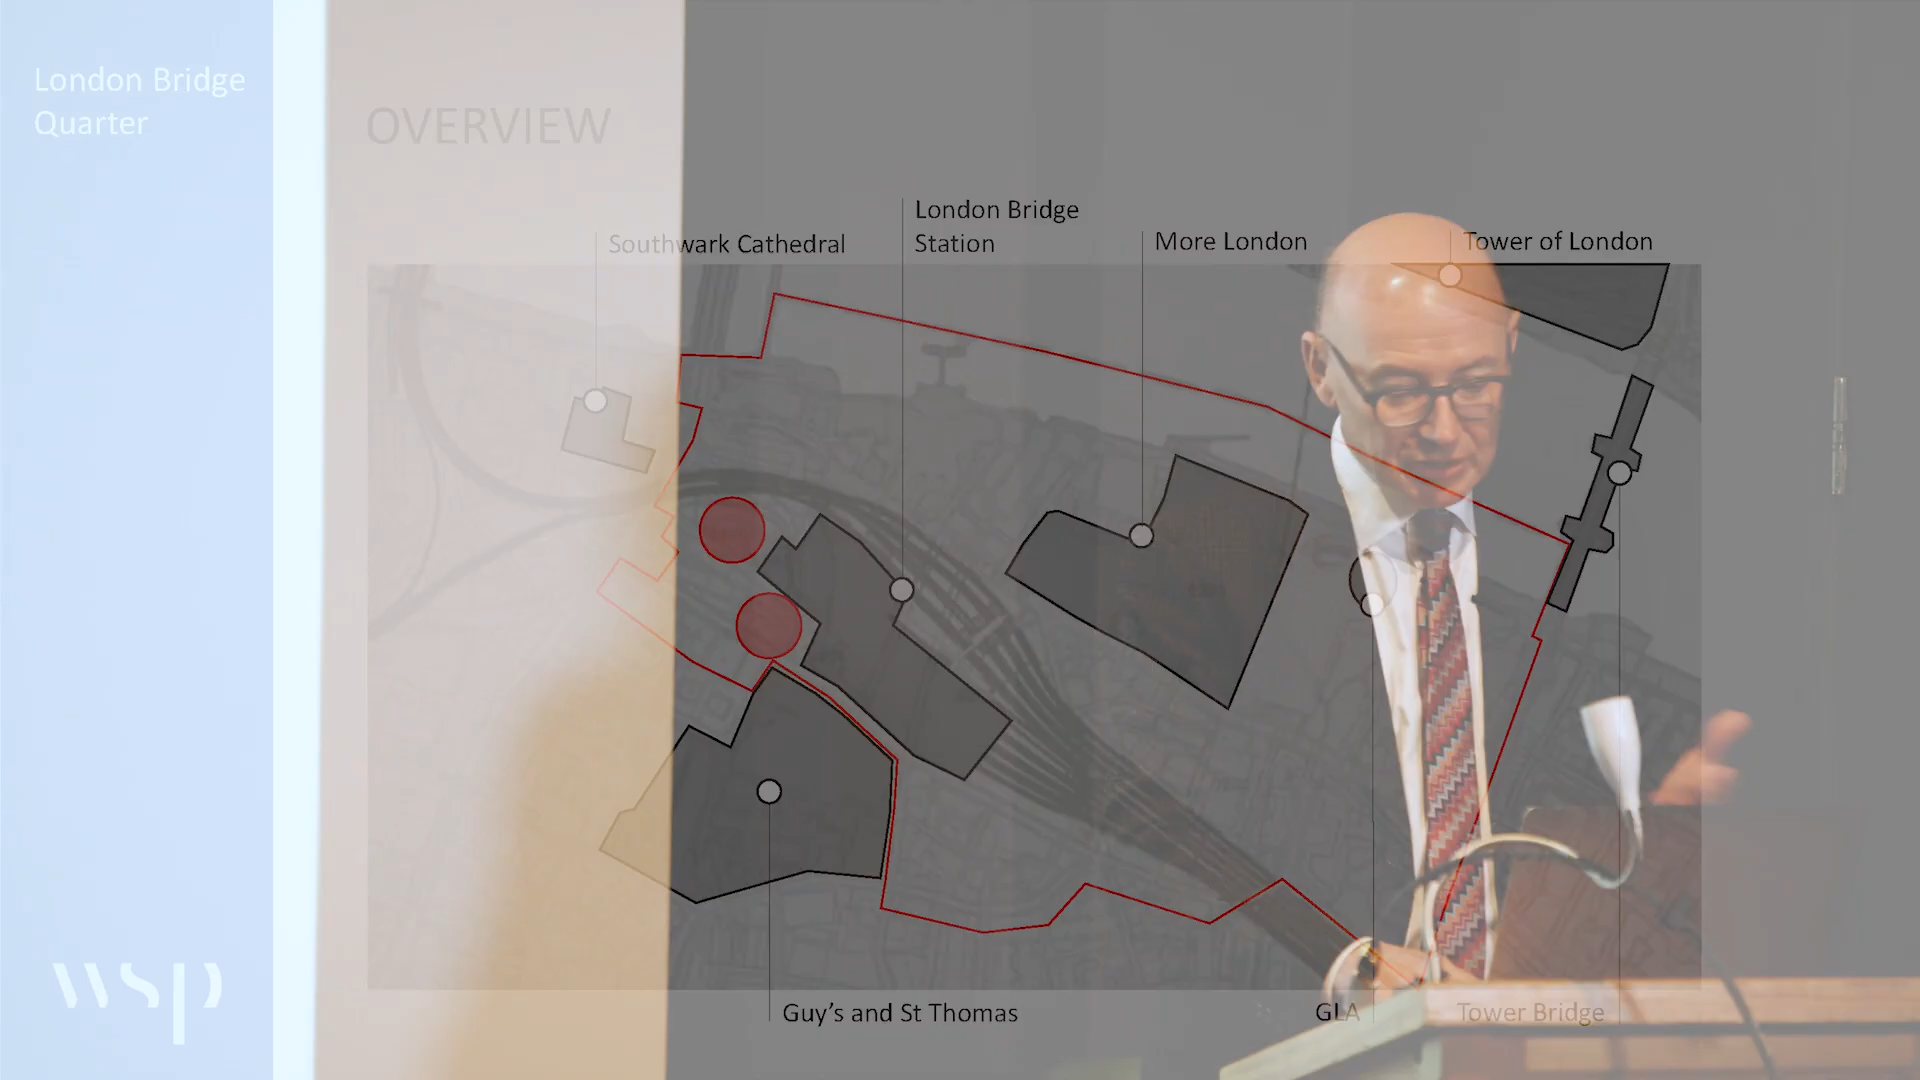 London Bridge
Quarter
OVERVIEW
Southwark Cathedral
London Bridge
Station
More London
Tower of London
Guy's and St Thomas
GLA
Tower Bridge
wsp